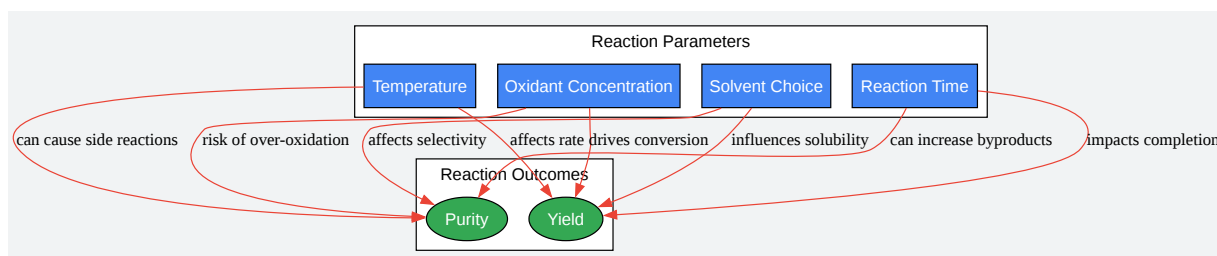 Reaction Parameters
Temperature
Oxidant Concentration
Solvent Choice
Reaction Time
can cause side reactions
risk of over-oxidation
affects selectivity
affects rate
drives conversion
influences solubility
can increase byproducts
impacts completion
Reaction Outcomes
Purity
Yield